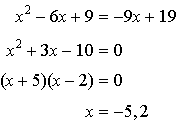 x² − 6x + 9 = −9x + 19
x² + 3x − 10 = 0
(x + 5)(x − 2) = 0
x = −5, 2